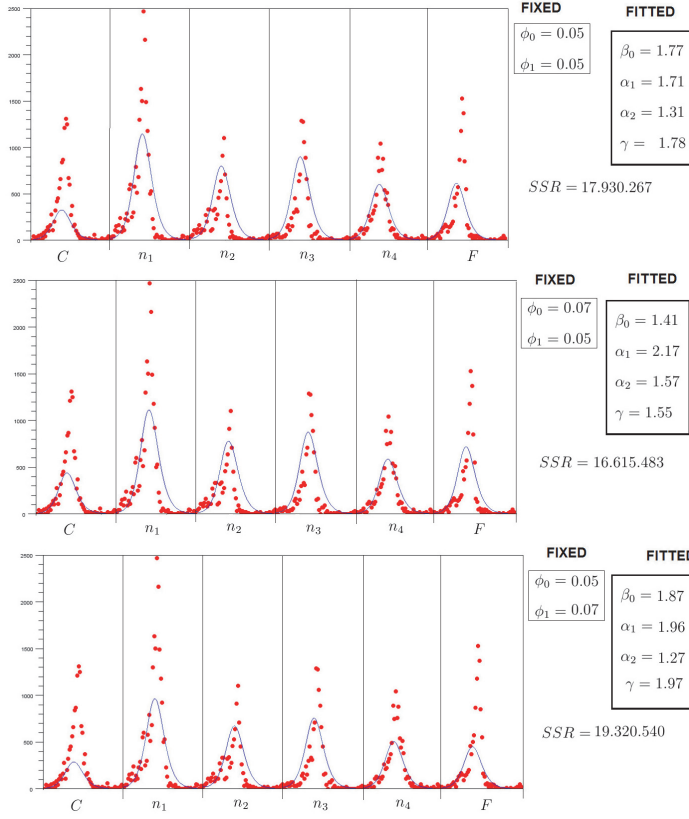 FIXED
FITTED
2500
2000
1500
1000
500
0
ϕ₀ = 0.05
ϕ₁ = 0.05
β₀ = 1.77
α₁ = 1.71
α₂ = 1.31
γ = 1.78
SSR = 17.930.267
C n₁ n₂ n₃ n₄ F
FIXED
FITTED
2500
2000
1500
1000
500
0
ϕ₀ = 0.07
ϕ₁ = 0.05
β₀ = 1.41
α₁ = 2.17
α₂ = 1.57
γ = 1.55
SSR = 16.615.483
C n₁ n₂ n₃ n₄ F
FIXED
FITTED
2500
2000
1500
1000
500
0
ϕ₀ = 0.05
ϕ₁ = 0.07
β₀ = 1.87
α₁ = 1.96
α₂ = 1.27
γ = 1.97
SSR = 19.320.540
C n₁ n₂ n₃ n₄ F